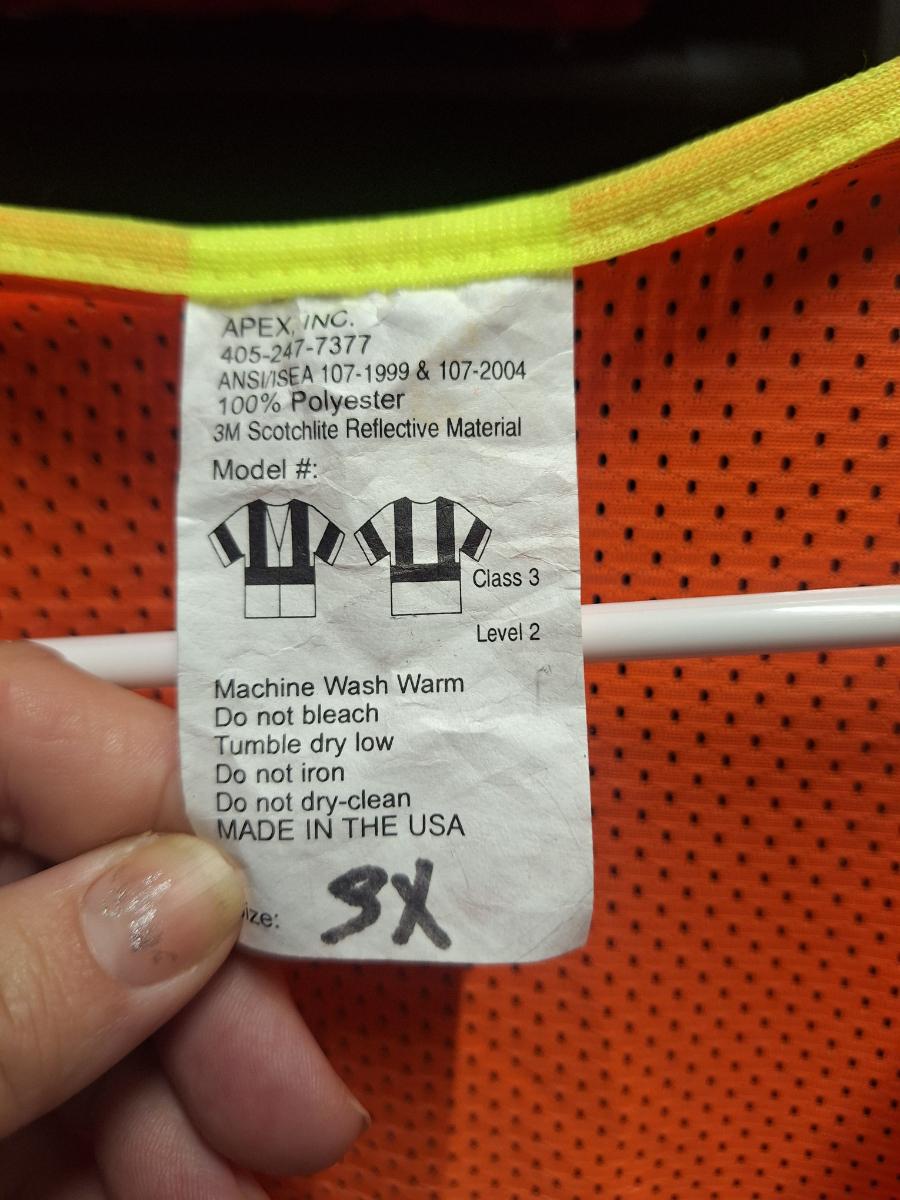 APEX, INC.
405-247-7377
ANSI/ISEA 107-1999 & 107-2004
100% Polyester
3M Scotchlite Reflective Material
Model #:
Class 3
Level 2
Machine Wash Warm
Do not bleach
Tumble dry low
Do not iron
Do not dry-clean
MADE IN THE USA
ize: 3X